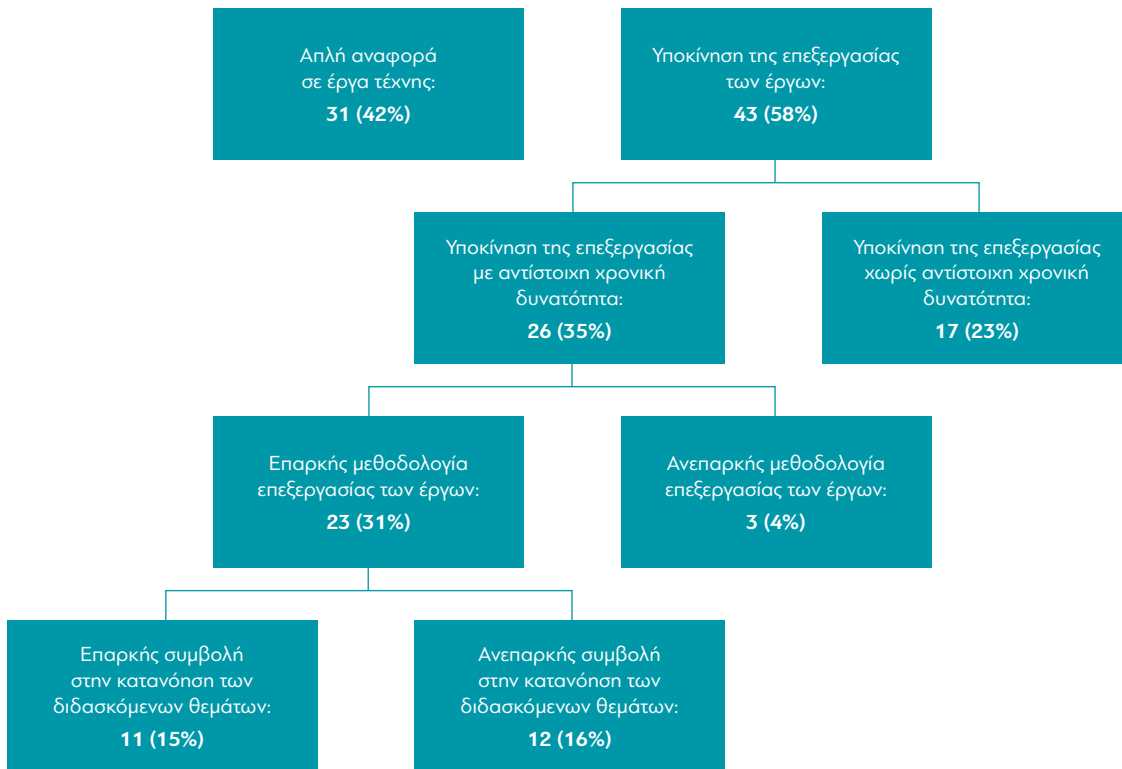 Απλή αναφορά
σε έργα τέχνης:
31 (42%)
Υποκίνηση της επεξεργασίας
των έργων:
43 (58%)
Υποκίνηση της επεξεργασίας
με αντίστοιχη χρονική
δυνατότητα:
26 (35%)
Υποκίνηση της επεξεργασίας
χωρίς αντίστοιχη χρονική
δυνατότητα:
17 (23%)
Επαρκής μεθοδολογία
επεξεργασίας των έργων:
23 (31%)
Ανεπαρκής μεθοδολογία
επεξεργασίας των έργων:
3 (4%)
Επαρκής συμβολή
στην κατανόηση των
διδασκόμενων θεμάτων:
11 (15%)
Ανεπαρκής συμβολή
στην κατανόηση των
διδασκόμενων θεμάτων:
12 (16%)